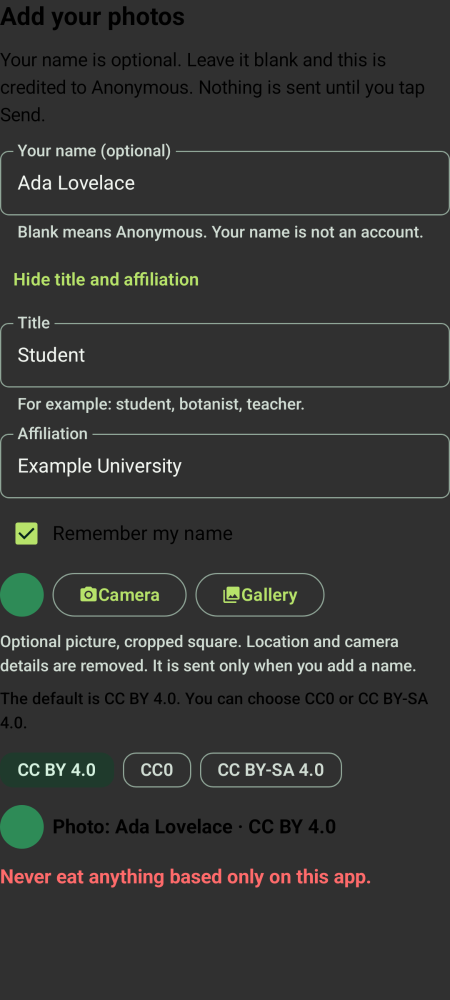 Add your photos
Your name is optional. Leave it blank and this is
credited to Anonymous. Nothing is sent until you tap
Send.
Your name (optional)
Ada Lovelace
Blank means Anonymous. Your name is not an account.
Hide title and affiliation
Title
Student
For example: student, botanist, teacher.
Affiliation
Example University
Remember my name
Camera Gallery
Optional picture, cropped square. Location and camera
details are removed. It is sent only when you add a name.
The default is CC BY 4.0. You can choose CC0 or CC BY-SA
4.0.
CC BY 4.0 CC0 CC BY-SA 4.0
Photo: Ada Lovelace · CC BY 4.0
Never eat anything based only on this app.